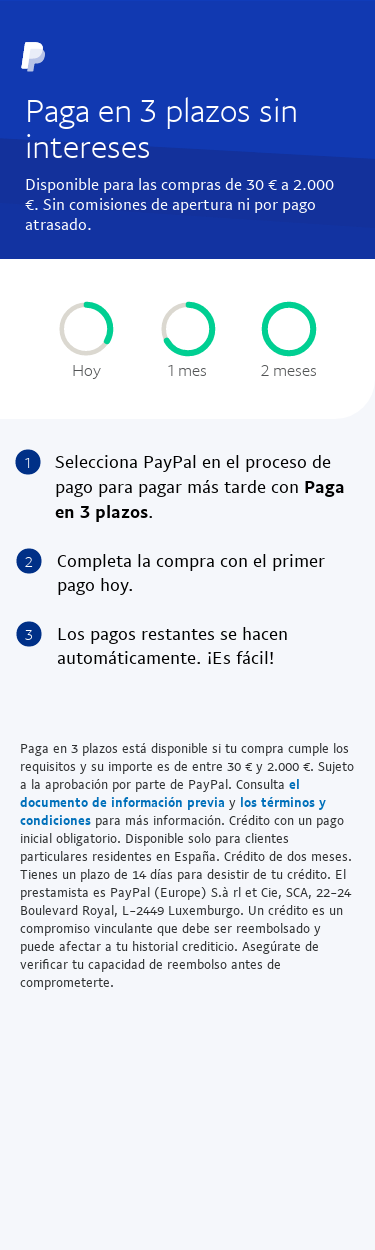 Paga en 3 plazos sin
intereses
Disponible para las compras de 30 € a 2.000
€. Sin comisiones de apertura ni por pago
atrasado.
Hoy 1 mes 2 meses
1 Selecciona PayPal en el proceso de
pago para pagar más tarde con Paga
en 3 plazos.
2 Completa la compra con el primer
pago hoy.
3 Los pagos restantes se hacen
automáticamente. ¡Es fácil!
Paga en 3 plazos está disponible si tu compra cumple los
requisitos y su importe es de entre 30 € y 2.000 €. Sujeto
a la aprobación por parte de PayPal. Consulta el
documento de información previa y los términos y
condiciones para más información. Crédito con un pago
inicial obligatorio. Disponible solo para clientes
particulares residentes en España. Crédito de dos meses.
Tienes un plazo de 14 días para desistir de tu crédito. El
prestamista es PayPal (Europe) S.à rl et Cie, SCA, 22-24
Boulevard Royal, L-2449 Luxemburgo. Un crédito es un
compromiso vinculante que debe ser reembolsado y
puede afectar a tu historial crediticio. Asegúrate de
verificar tu capacidad de reembolso antes de
comprometerte.